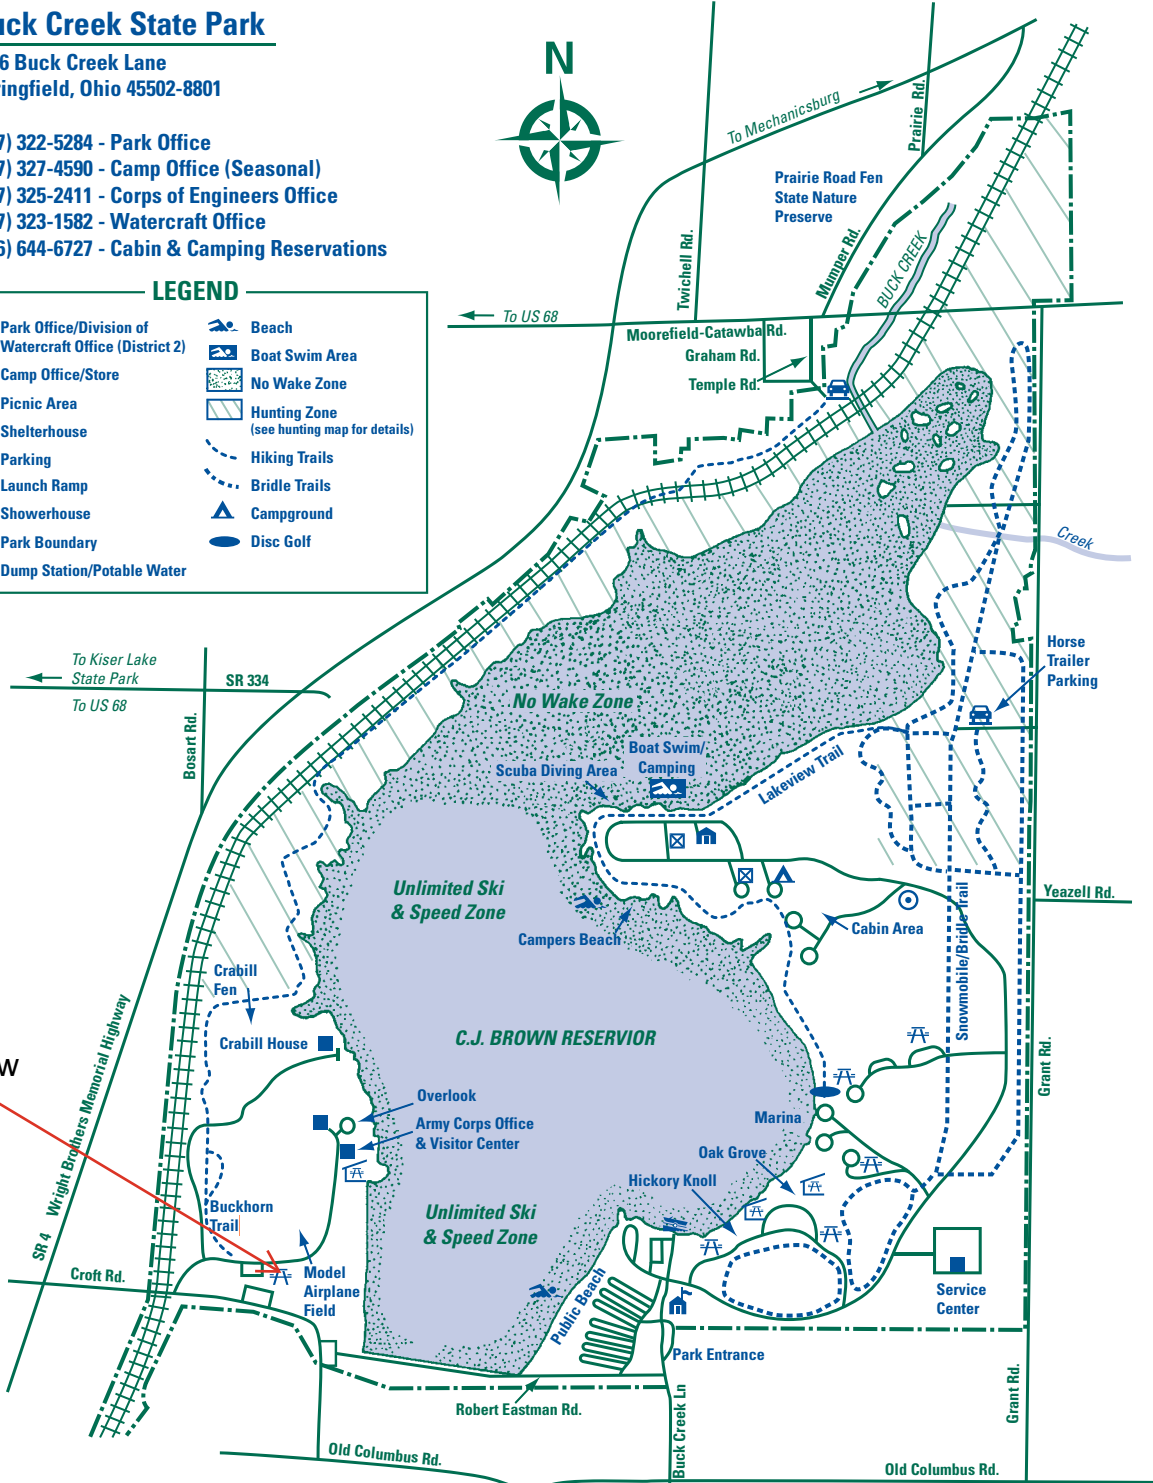 uck Creek State Park
6 Buck Creek Lane
ringfield, Ohio 45502-8801
7) 322-5284 - Park Office
7) 327-4590 - Camp Office (Seasonal)
7) 325-2411 - Corps of Engineers Office
7) 323-1582 - Watercraft Office
6) 644-6727 - Cabin & Camping Reservations
LEGEND
Park Office/Division of
Watercraft Office (District 2)
Camp Office/Store
Picnic Area
Shelterhouse
Parking
Launch Ramp
Showerhouse
Park Boundary
Dump Station/Potable Water
Beach
Boat Swim Area
No Wake Zone
Hunting Zone
(see hunting map for details)
Hiking Trails
Bridle Trails
Campground
Disc Golf
N
To Mechanicsburg
Prairie Rd.
Prairie Road Fen
State Nature
Preserve
Twichell Rd.
Mumper Rd.
BUCK CREEK
To US 68
Moorefield-Catawba Rd.
Graham Rd.
Temple Rd.
Creek
To Kiser Lake
State Park
SR 334
To US 68
Bosart Rd.
Horse
Trailer
Parking
No Wake Zone
Boat Swim/
Camping
Scuba Diving Area
Lakeview Trail
Unlimited Ski
& Speed Zone
Campers Beach
Cabin Area
Yeazell Rd.
Snowmobile/Bridle Trail
Crabill
Fen
Crabill House
C.J. BROWN RESERVIOR
Grant Rd.
w
Wright Brothers Memorial Highway
SR 4
Overlook
Army Corps Office
& Visitor Center
Marina
Oak Grove
Hickory Knoll
Buckhorn
Trail
Unlimited Ski
& Speed Zone
Croft Rd.
Model
Airplane
Field
Public Beach
Service
Center
Park Entrance
Robert Eastman Rd.
Buck Creek Ln
Grant Rd.
Old Columbus Rd.
Old Columbus Rd.